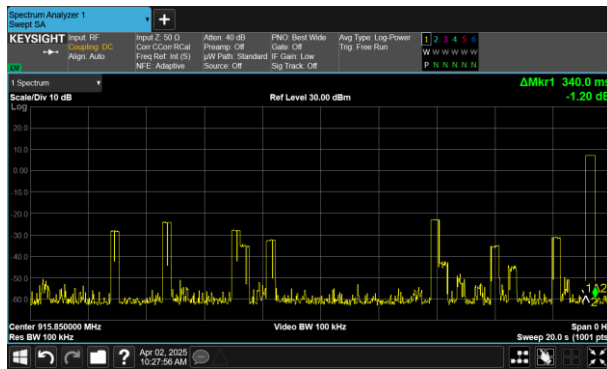 Spectrum Analyzer 1
Swept SA
+
KEYSIGHT
Input: RF
Coupling: DC
Align: Auto
Input Z: 50 Ω
Corr CCorr RCal
Freq Ref: Int (S)
NFE: Adaptive
Atten: 40 dB
Preamp: Off
µW Path: Standard
Source: Off
PNO: Best Wide
Gate: Off
IF Gain: Low
Sig Track: Off
Avg Type: Log-Power
Trig: Free Run
1 2 3 4 5 6
W W W W W W
P N N N N N
1 Spectrum
Scale/Div 10 dB
Log
Ref Level 30.00 dBm
ΔMkr1 340.0 ms
-1.20 dB
20.0
10.0
0.00
-10.0
-20.0
-30.0
-40.0
-50.0
-60.0
Center 915.850000 MHz
Res BW 100 kHz
Video BW 100 kHz
Span 0 H
Sweep 20.0 s (1001 pts
?
Apr 02, 2025
10:27:56 AM